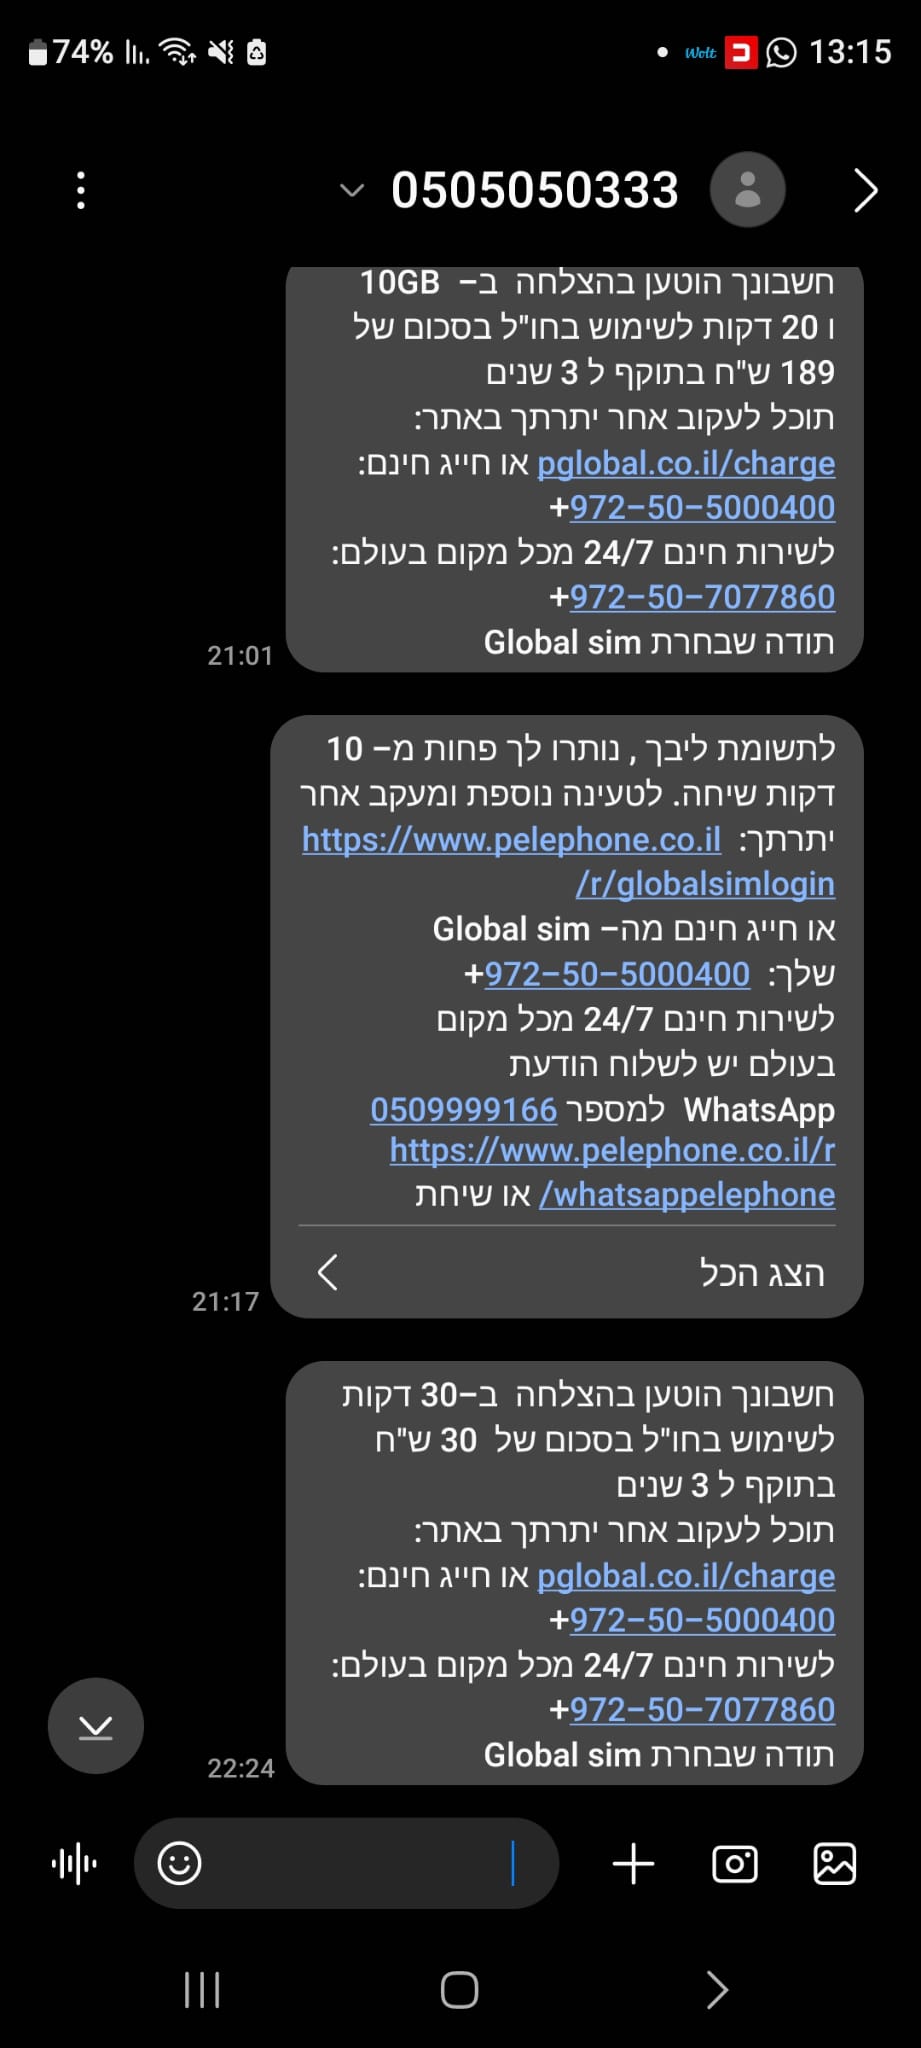 74%
Wolt
13:15
0505050333
חשבונך הוטען בהצלחה ב- 10GB
ו 20 דקות לשימוש בחו"ל בסכום של
189 ש"ח בתוקף ל 3 שנים
תוכל לעקוב אחר יתרתך באתר:
pglobal.co.il/charge או חייג חינם:
+972-50-5000400
לשירות חינם 24/7 מכל מקום בעולם:
+972-50-7077860
תודה שבחרת Global sim
21:01
לתשומת ליבך , נותרו לך פחות מ- 10
דקות שיחה. לטעינה נוספת ומעקב אחר
יתרתך: https://www.pelephone.co.il
/r/globalsimlogin
או חייג חינם מה- Global sim
שלך: +972-50-5000400
לשירות חינם 24/7 מכל מקום
בעולם יש לשלוח הודעת
WhatsApp למספר 0509999166
https://www.pelephone.co.il/r
/whatsappelephone או שיחת
הצג הכל
21:17
חשבונך הוטען בהצלחה ב-30 דקות
לשימוש בחו"ל בסכום של 30 ש"ח
בתוקף ל 3 שנים
תוכל לעקוב אחר יתרתך באתר:
pglobal.co.il/charge או חייג חינם:
+972-50-5000400
לשירות חינם 24/7 מכל מקום בעולם:
+972-50-7077860
תודה שבחרת Global sim
22:24